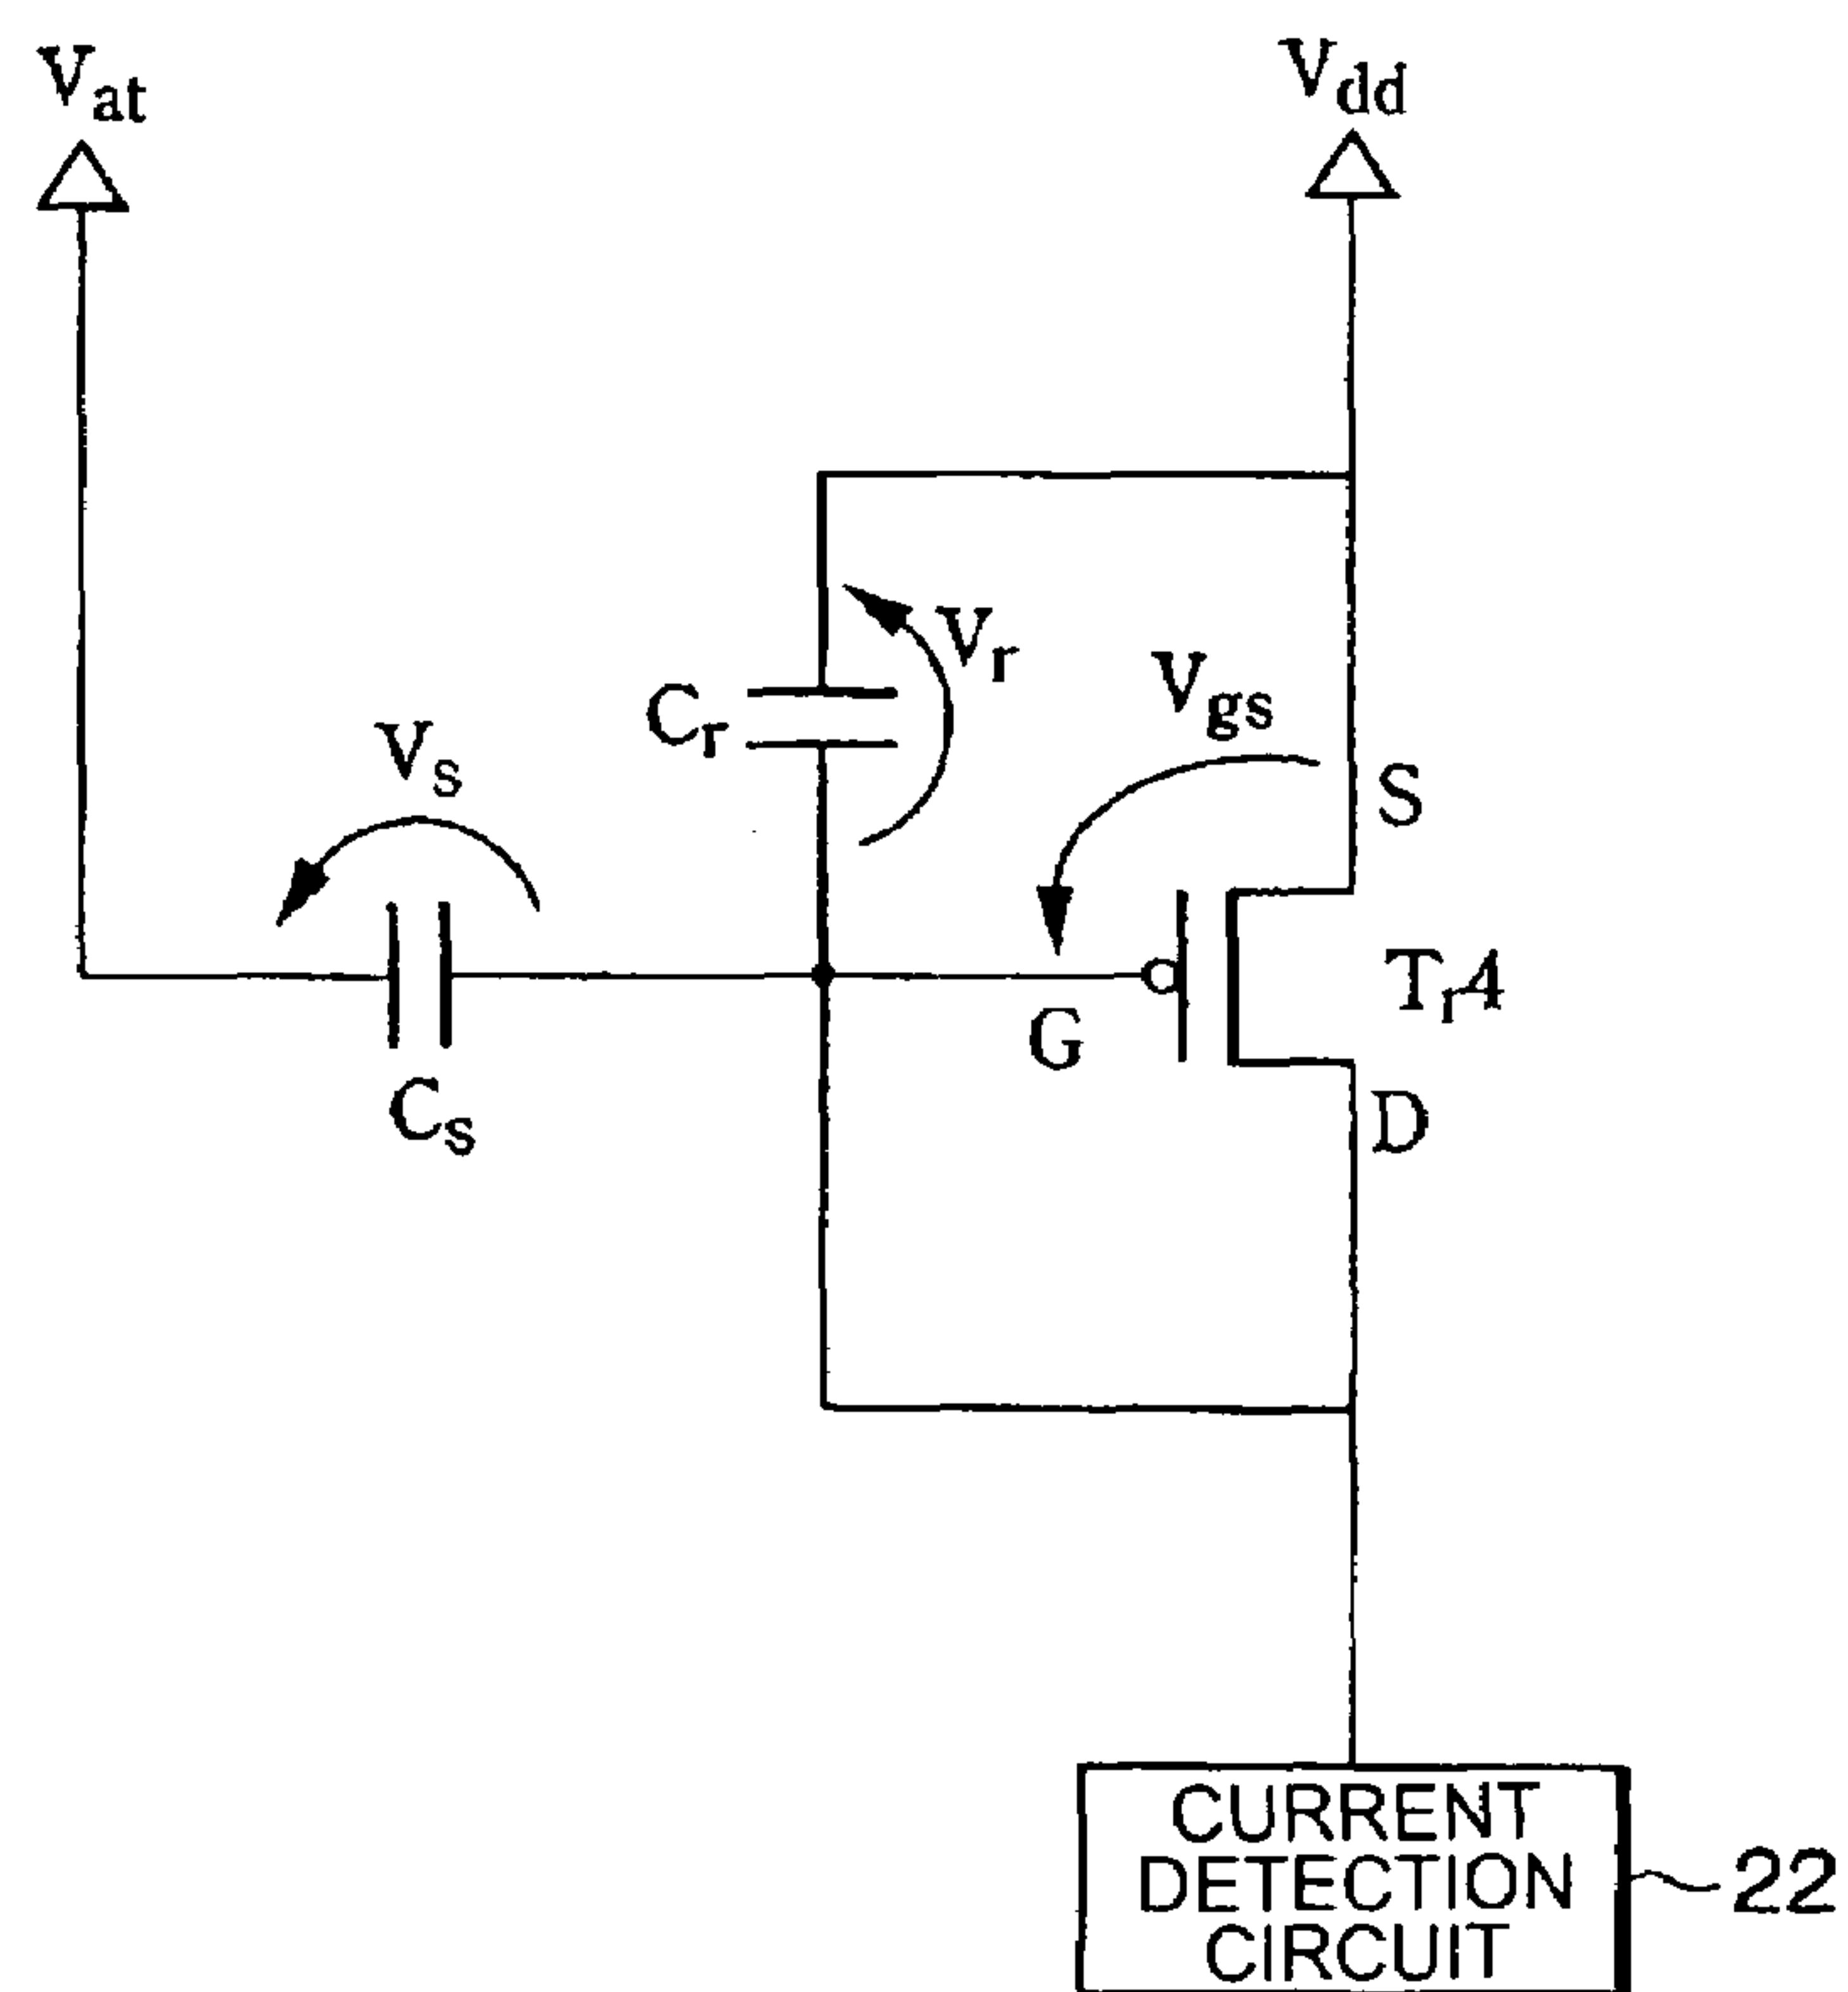 Vat
Vdd
Vr
Cr
Vgs
Vs
S
Tr4
G
Cs
D
CURRENT
DETECTION
CIRCUIT
22